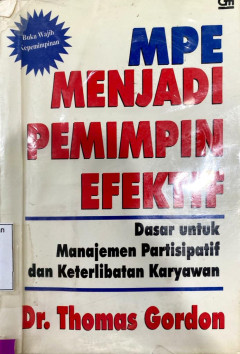 Buku Wajib
Kepemimpinan
MPE
MENJADI
PEMIMPIN
EFEKTIF
Dasar untuk
Manajemen Partisipatif
dan Keterlibatan Karyawan
Dr. Thomas Gordon